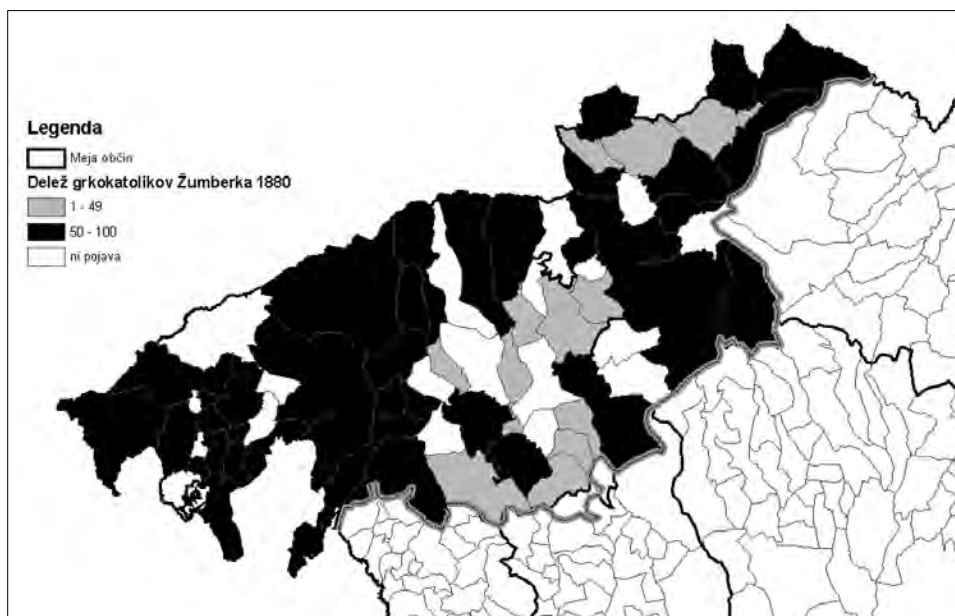 Legenda
Meja občin
Delež grkokatolikov Žumberka 1880
1 - 49
50 - 100
ni pojava